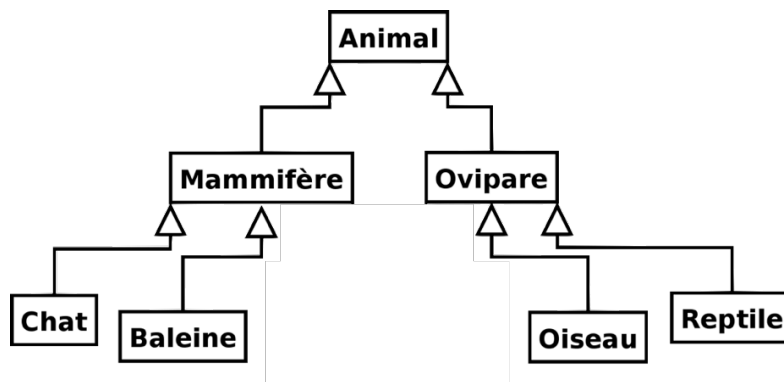 Animal
Mammifère
Ovipare
Chat
Baleine
Oiseau
Reptile